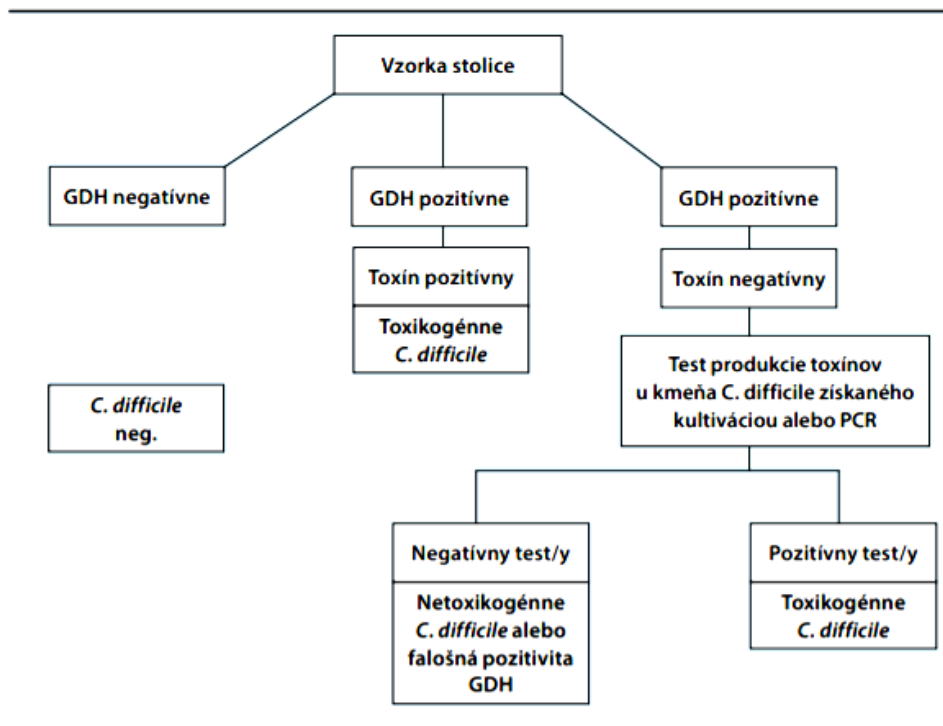 Vzorka stolice
GDH negatívne
GDH pozitívne
GDH pozitívne
Toxín pozitívny
Toxikogénne
C. difficile
Toxín negatívny
Test produkcie toxínov
u kmeňa C. difficile získaného
kultiváciou alebo PCR
C. difficile
neg.
Negatívny test/y
Netoxikogénne
C. difficile alebo
falošná pozitivita
GDH
Pozitívny test/y
Toxikogénne
C. difficile